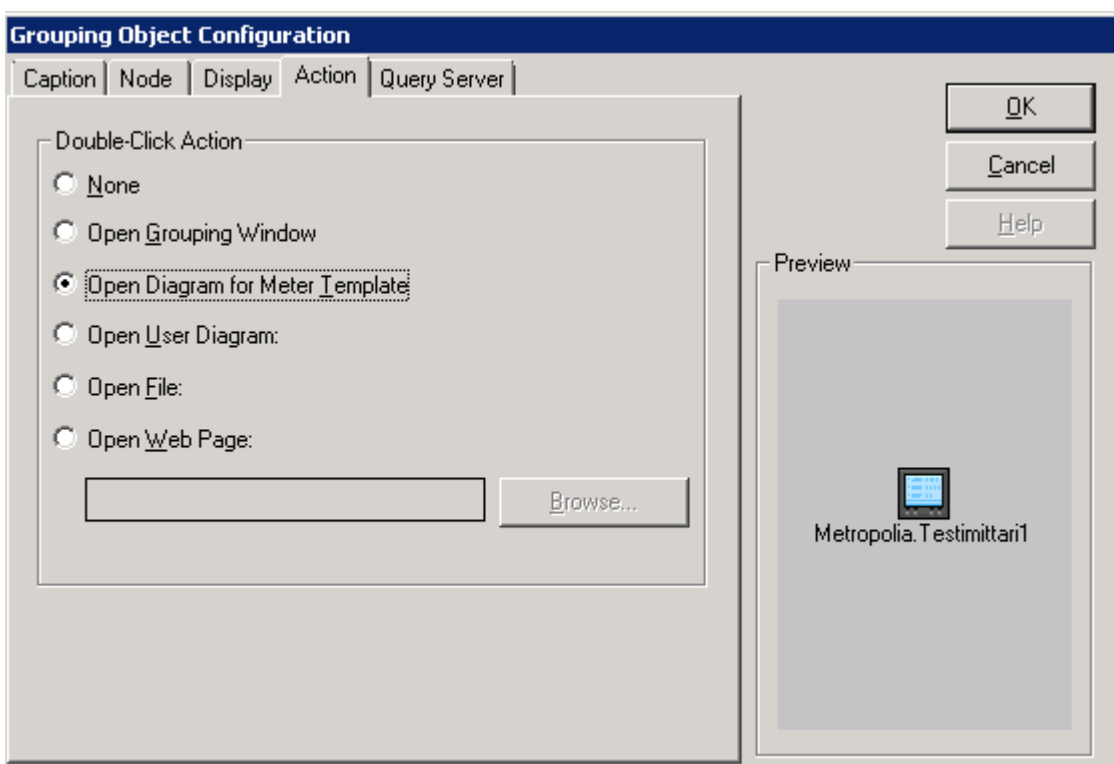 Grouping Object Configuration
Caption Node Display Action Query Server
OK
Cancel
Help
Double-Click Action
None
Open Grouping Window
Open Diagram for Meter Template
Open User Diagram:
Open File:
Open Web Page:
Browse...
Preview
Metropolia.Testimittari1